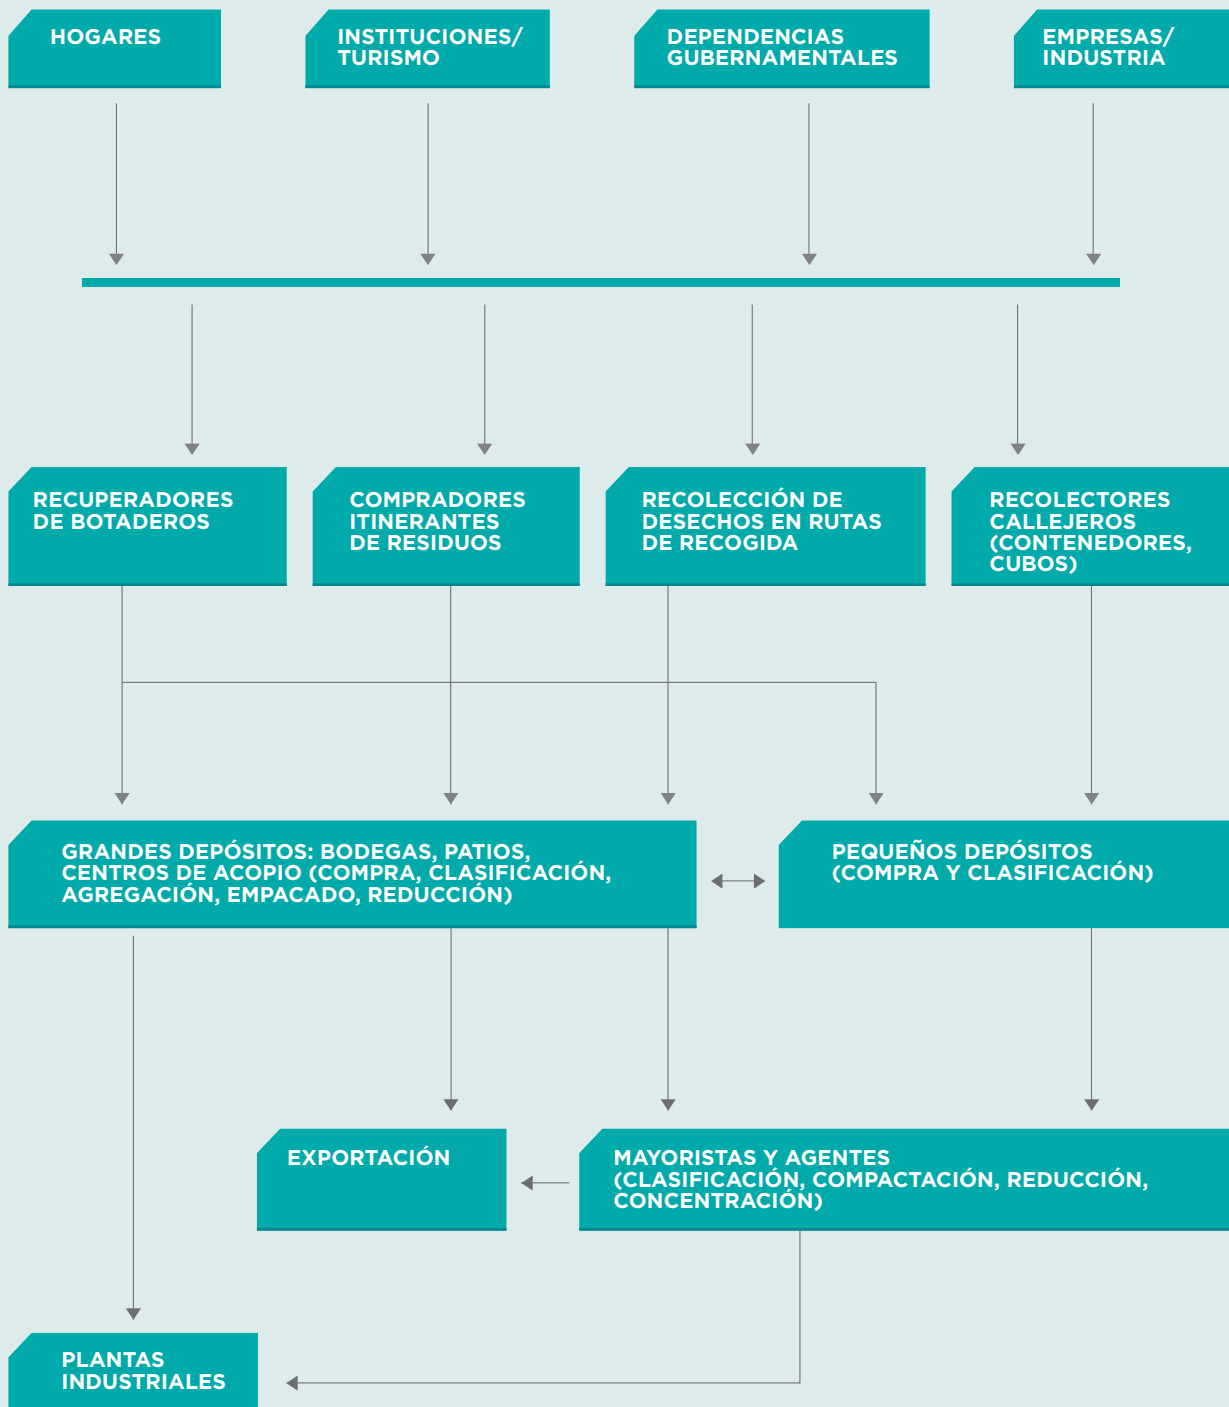 HOGARES
INSTITUCIONES/
TURISMO
DEPENDENCIAS
GUBERNAMENTALES
EMPRESAS/
INDUSTRIA
RECUPERADORES
DE BOTADEROS
COMPRADORES
ITINERANTES
DE RESIDUOS
RECOLECCIÓN DE
DESECHOS EN RUTAS
DE RECOGIDA
RECOLECTORES
CALLEJEROS
(CONTENEDORES,
CUBOS)
GRANDES DEPÓSITOS: BODEGAS, PATIOS,
CENTROS DE ACOPIO (COMPRA, CLASIFICACIÓN,
AGREGACIÓN, EMPACADO, REDUCCIÓN)
PEQUEÑOS DEPÓSITOS
(COMPRA Y CLASIFICACIÓN)
EXPORTACIÓN
MAYORISTAS Y AGENTES
(CLASIFICACIÓN, COMPACTACIÓN, REDUCCIÓN,
CONCENTRACIÓN)
PLANTAS
INDUSTRIALES